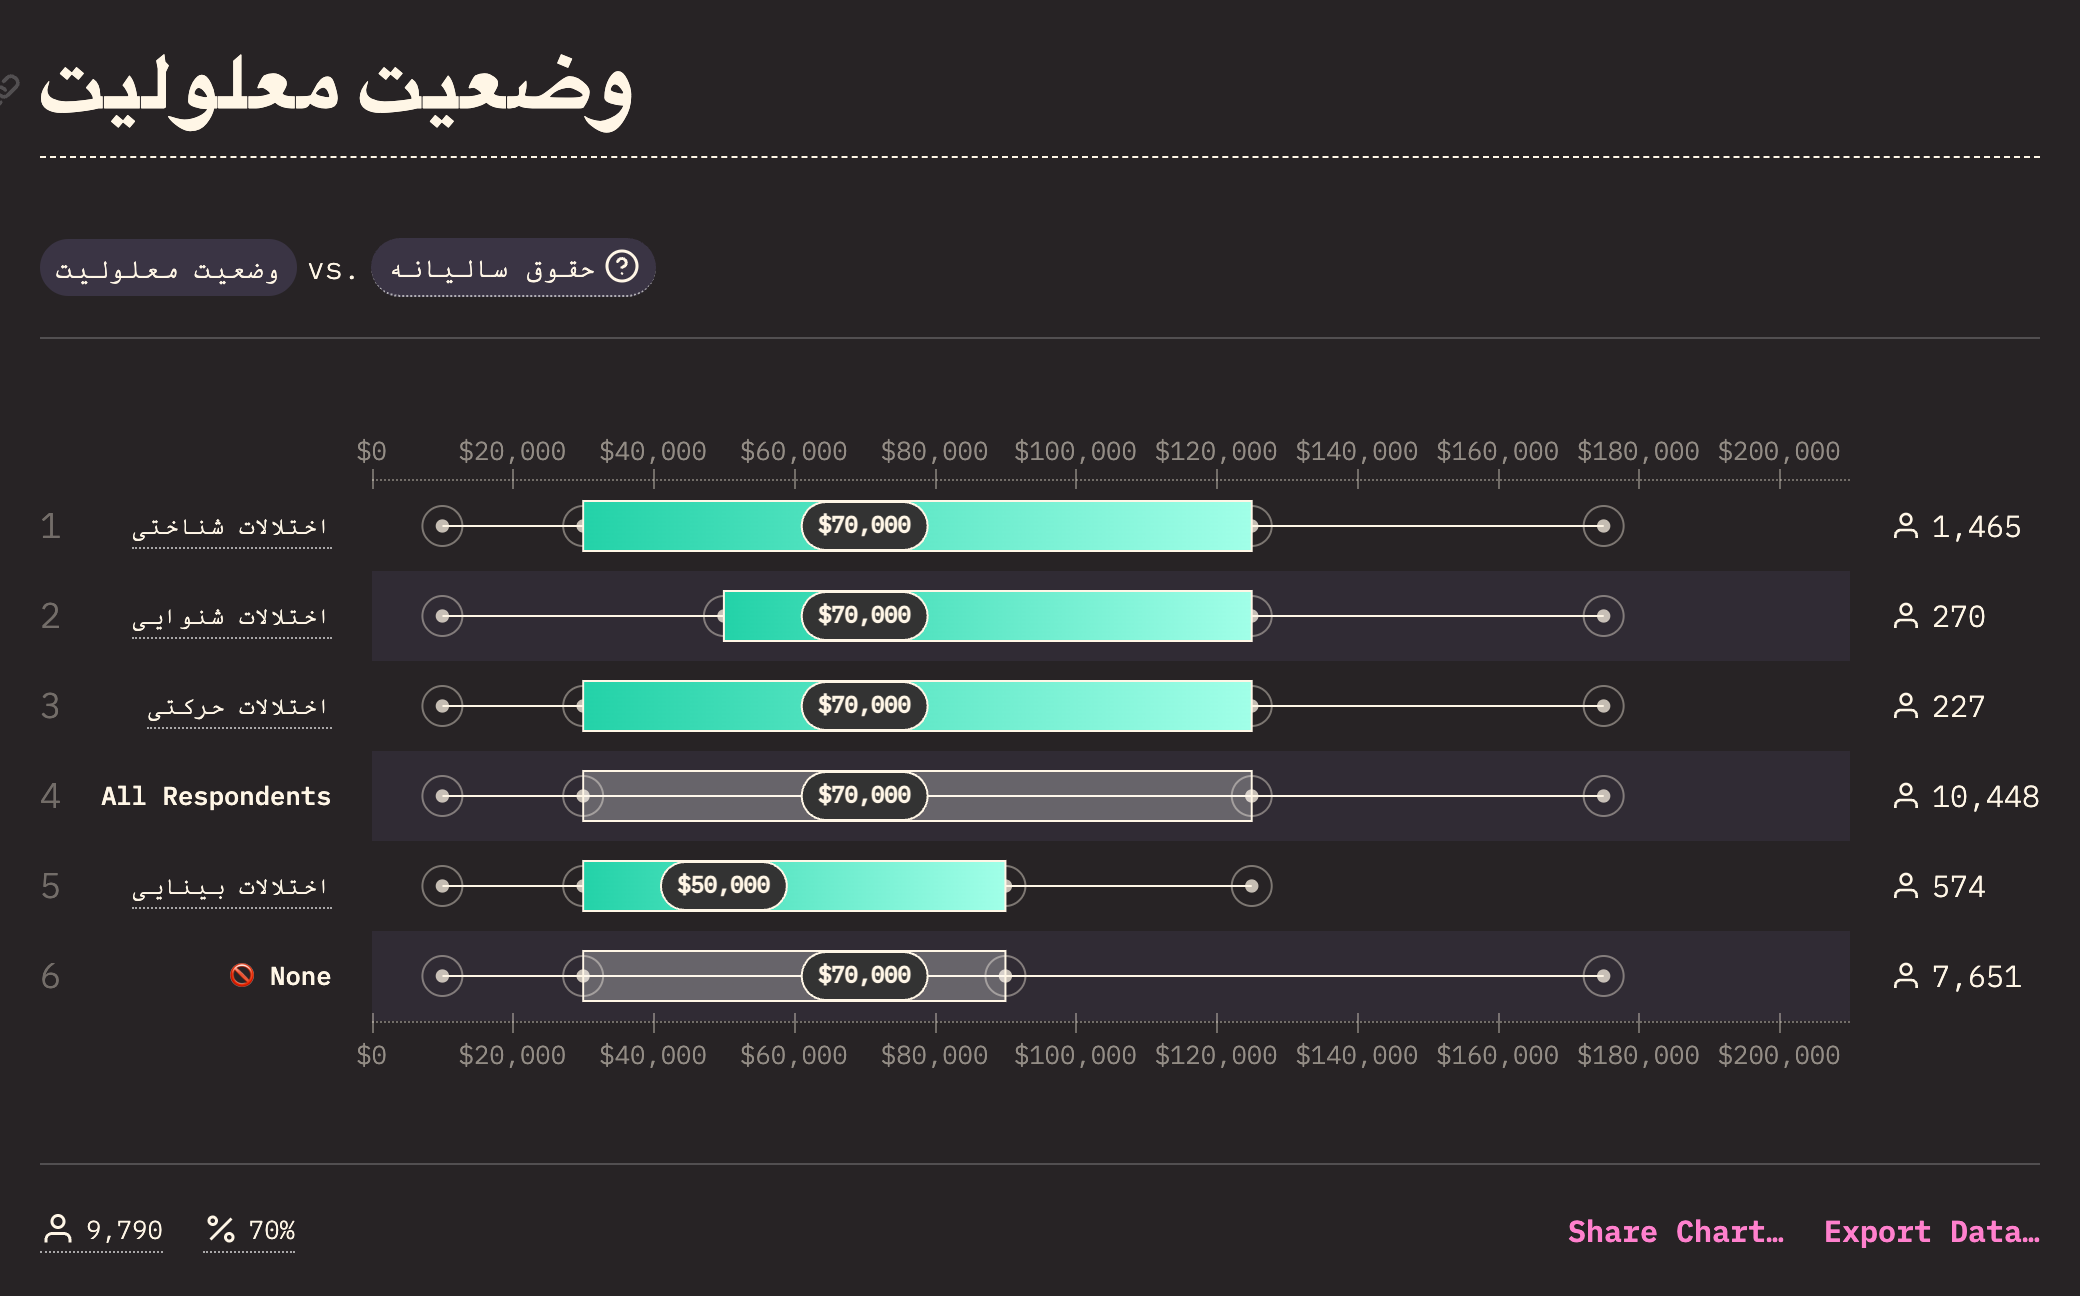 وضعیت معلولیت
وضعیت معلولیت vs. حقوق سالیانه
$0 $20,000 $40,000 $60,000 $80,000 $100,000 $120,000 $140,000 $160,000 $180,000 $200,000
1 اختلالات شناختی $70,000 1,465
2 اختلالات شنوایی $70,000 270
3 اختلالات حرکتی $70,000 227
4 All Respondents $70,000 10,448
5 اختلالات بینایی $50,000 574
6 🚫 None $70,000 7,651
$0 $20,000 $40,000 $60,000 $80,000 $100,000 $120,000 $140,000 $160,000 $180,000 $200,000
9,790 % 70% Share Chart… Export Data…